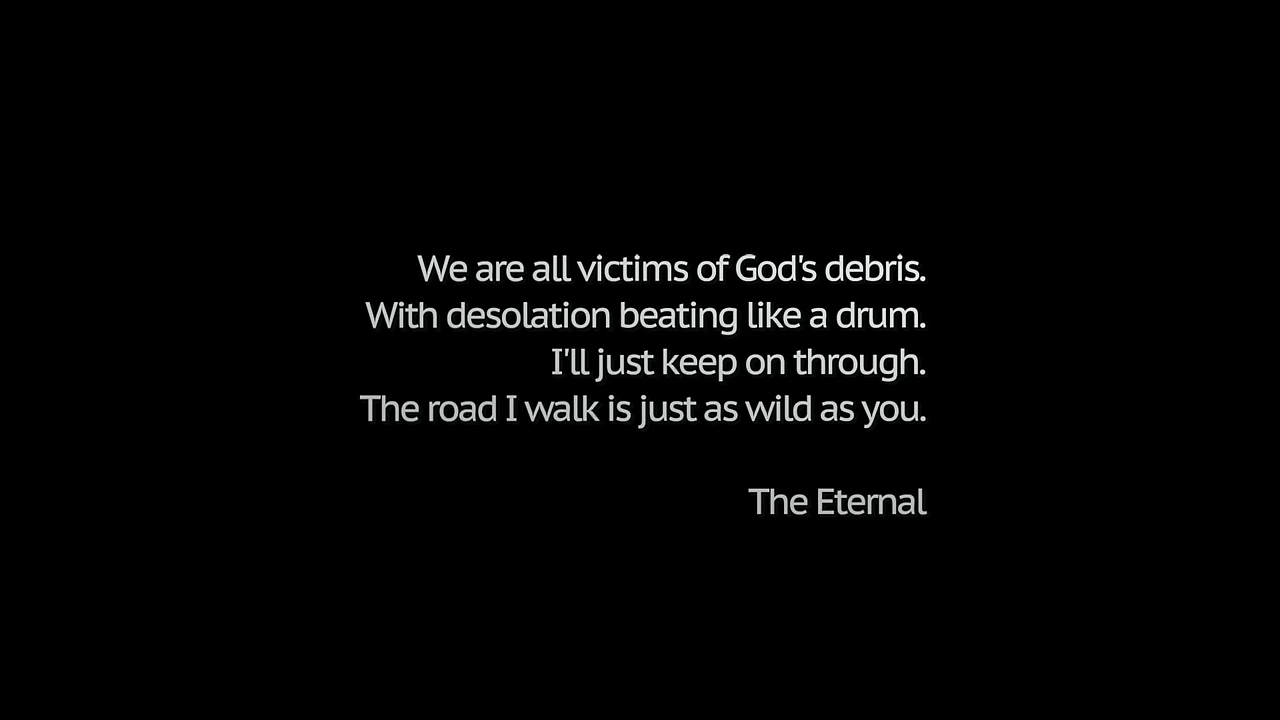 We are all victims of God's debris.
With desolation beating like a drum.
I'll just keep on through.
The road I walk is just as wild as you.
The Eternal